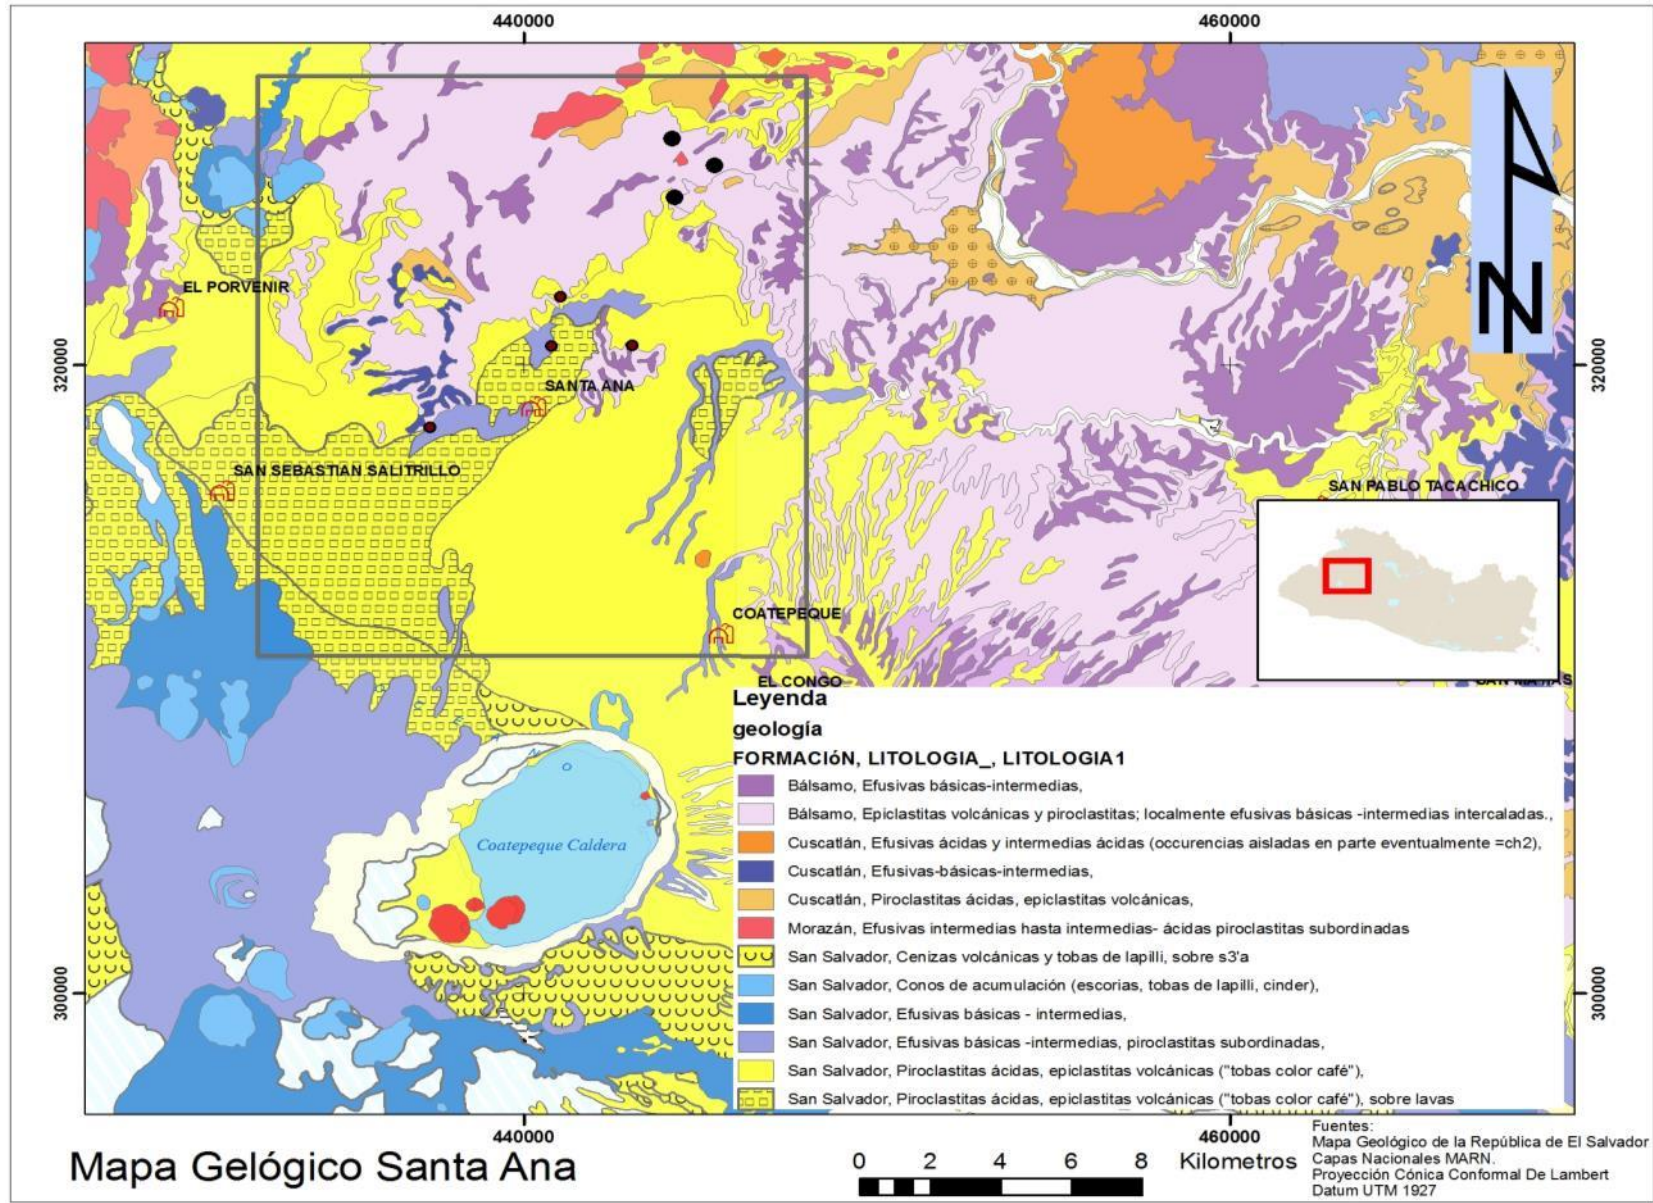 440000
460000
EL PORVENIR
320000
320000
SANTA ANA
SAN SEBASTIAN SALITRILLO
SAN PABLO TACACHICO
N
COATEPEQUE
EL CONGO
Leyenda
geología
FORMACIóN, LITOLOGIA_, LITOLOGIA1
Bálsamo, Efusivas básicas-intermedias,
Bálsamo, Epiclastitas volcánicas y piroclastitas; localmente efusivas básicas -intermedias intercaladas.,
Cuscatlán, Efusivas ácidas y intermedias ácidas (occurencias aisladas en parte eventualmente =ch2),
Cuscatlán, Efusivas-básicas-intermedias,
Cuscatlán, Piroclastitas ácidas, epiclastitas volcánicas,
Morazán, Efusivas intermedias hasta intermedias- ácidas piroclastitas subordinadas
San Salvador, Cenizas volcánicas y tobas de lapilli, sobre s3'a
San Salvador, Conos de acumulación (escorias, tobas de lapilli, cinder),
San Salvador, Efusivas básicas - intermedias,
San Salvador, Efusivas básicas -intermedias, piroclastitas subordinadas,
San Salvador, Piroclastitas ácidas, epiclastitas volcánicas ("tobas color café"),
San Salvador, Piroclastitas ácidas, epiclastitas volcánicas ("tobas color café"), sobre lavas
Coatepeque Caldera
300000
300000
440000
460000
Mapa Gelógico Santa Ana
0 2 4 6 8 Kilometros
Fuentes:
Mapa Geológico de la República de El Salvador
Capas Nacionales MARN.
Proyección Cónica Conformal De Lambert
Datum UTM 1927